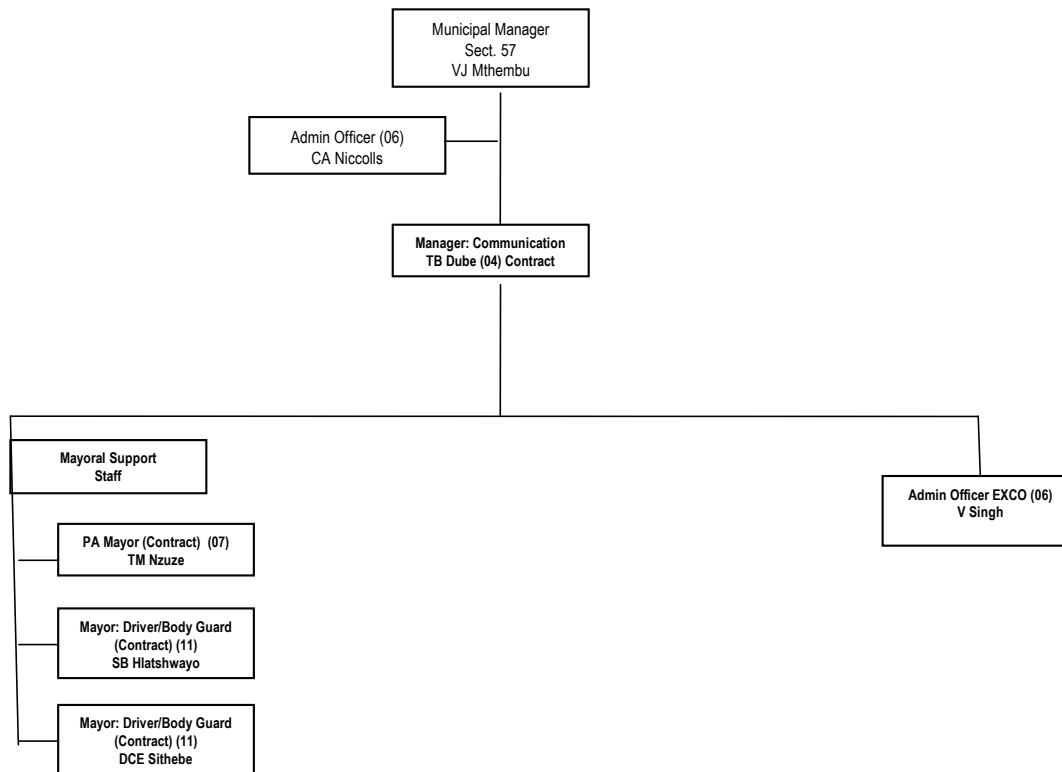 Municipal Manager
Sect. 57
VJ Mthembu
Admin Officer (06)
CA Niccolls
Manager: Communication
TB Dube (04) Contract
Mayoral Support
Staff
Admin Officer EXCO (06)
V Singh
PA Mayor (Contract)  (07)
TM Nzuze
Mayor: Driver/Body Guard
(Contract) (11)
SB Hlatshwayo
Mayor: Driver/Body Guard
(Contract) (11)
DCE Sithebe